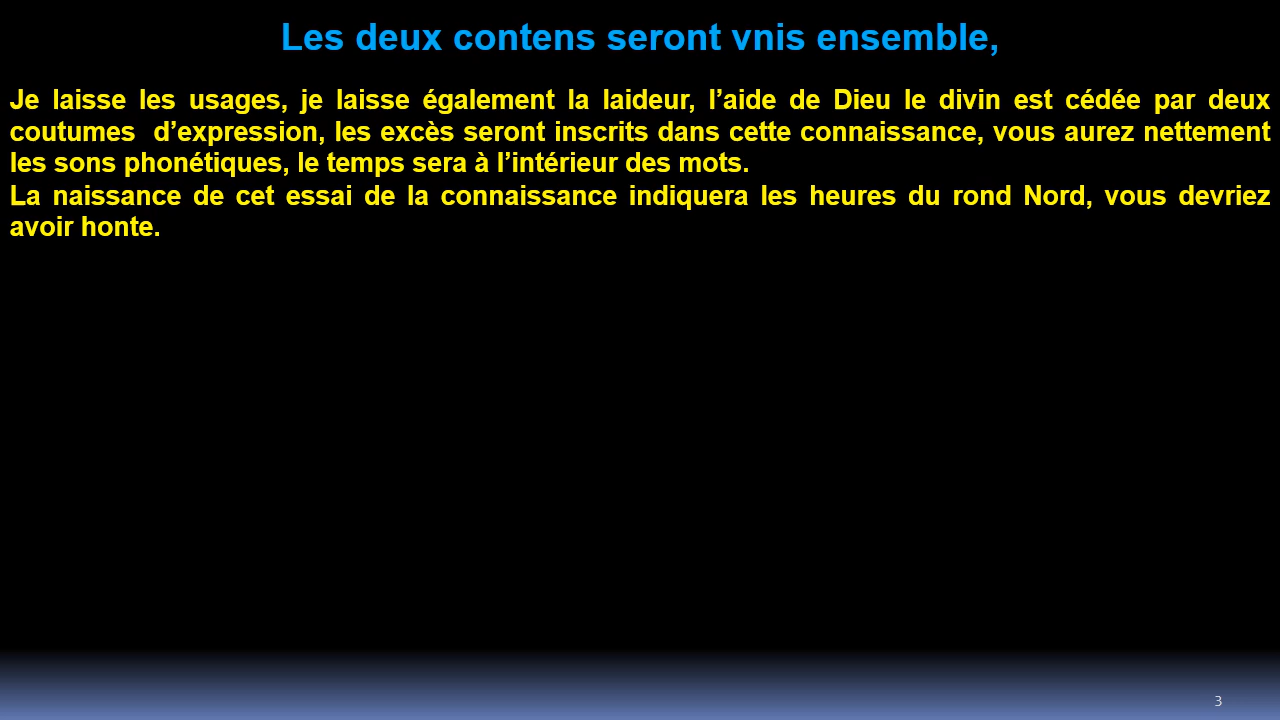 Les deux contens seront vnis ensemble,
Je laisse les usages, je laisse également la laideur, l’aide de Dieu le divin est cédée par deux
coutumes  d’expression, les excès seront inscrits dans cette connaissance, vous aurez nettement
les sons phonétiques, le temps sera à l’intérieur des mots.
La naissance de cet essai de la connaissance indiquera les heures du rond Nord, vous devriez
avoir honte.
3